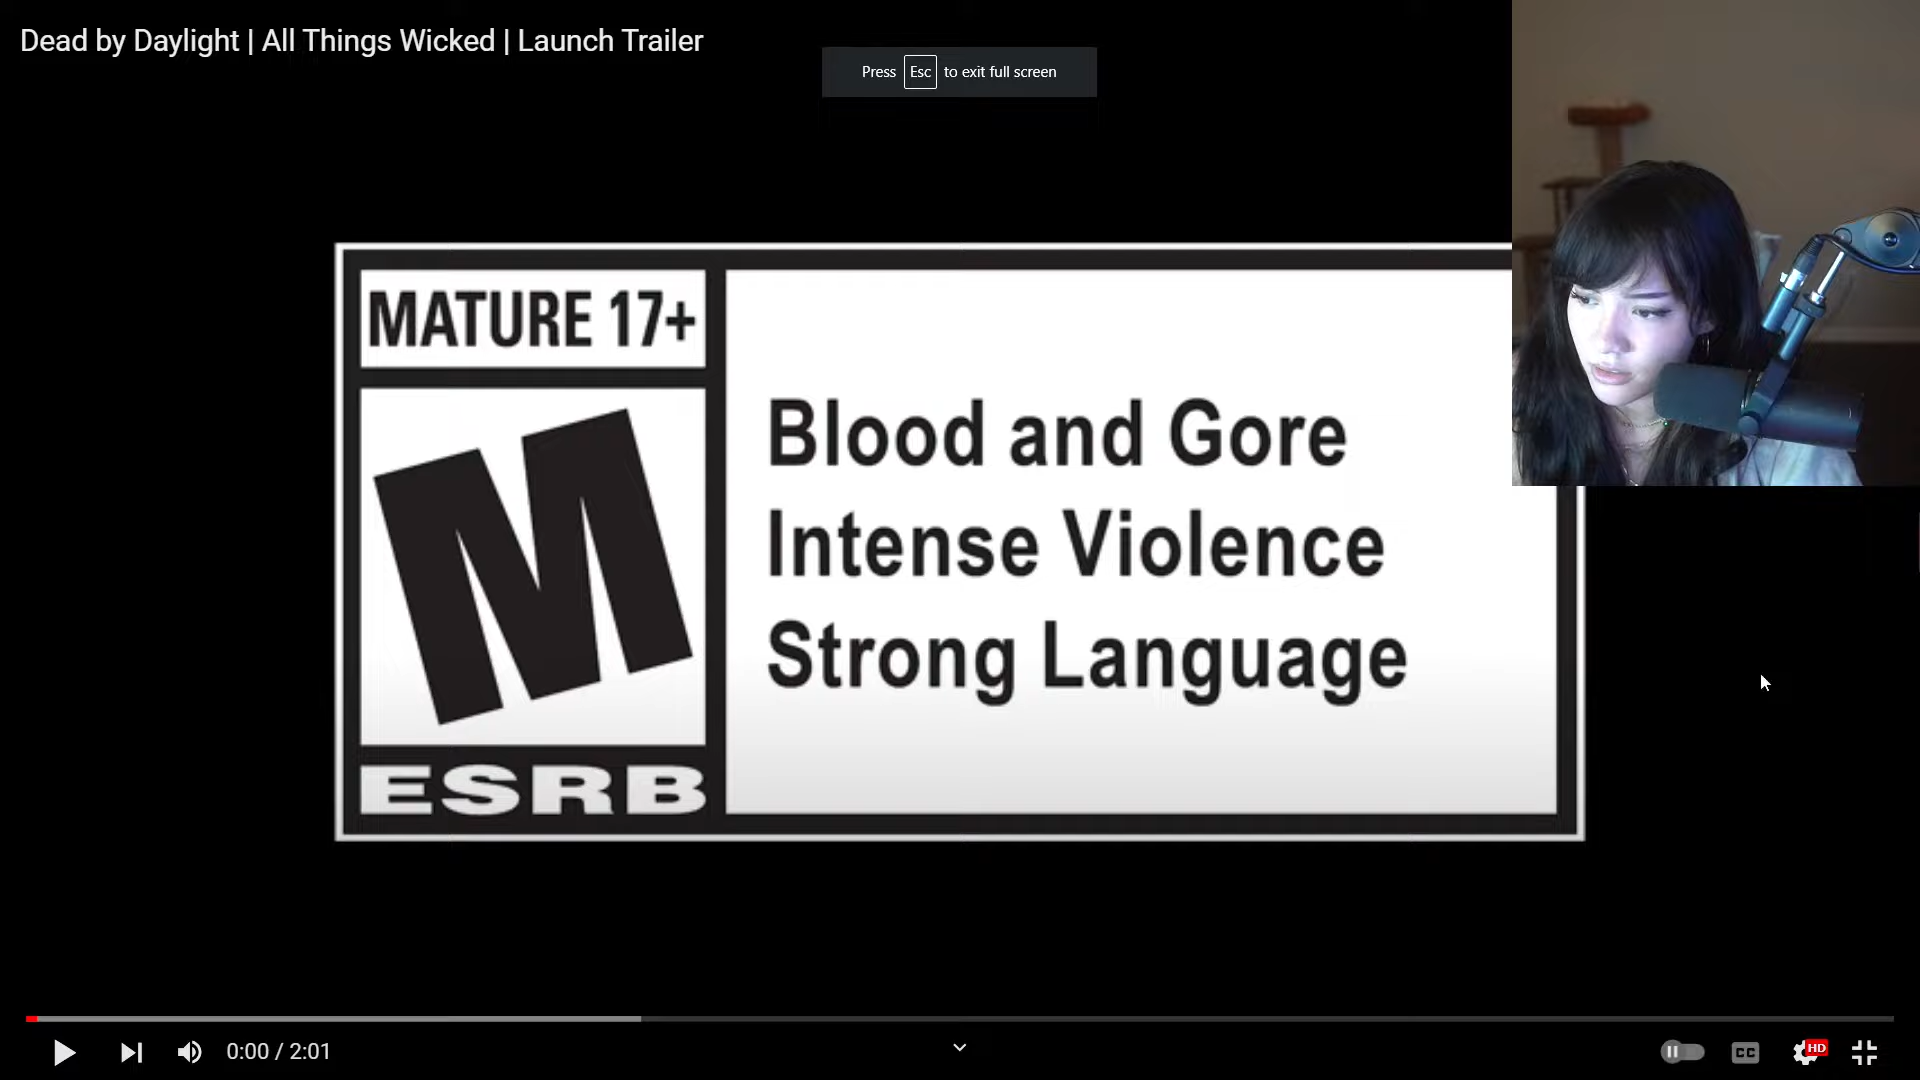 Dead by Daylight | All Things Wicked | Launch Trailer
Press Esc to exit full screen
MATURE 17+
M
ESRB
Blood and Gore
Intense Violence
Strong Language
0:00 / 2:01
CC
HD